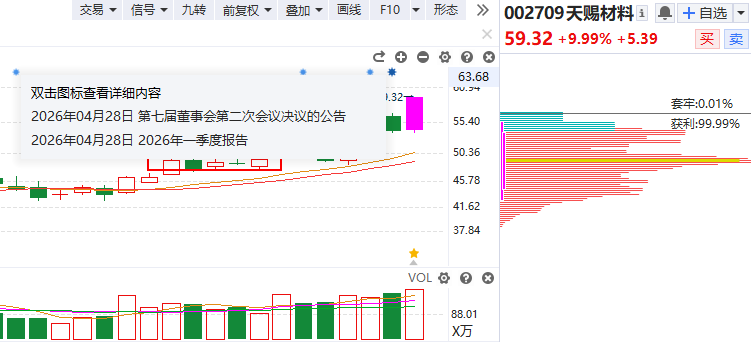 交易 信号 九转 前复权 叠加 画线 F10 形态
002709天赐材料 自选
59.32 +9.99% +5.39 买 卖
63.68
双击图标查看详细内容
2026年04月28日 第七届董事会第二次会议决议的公告
2026年04月28日 2026年一季度报告
9.32
60.94
55.40
50.36
45.78
41.62
37.84
套牢:0.01%
获利:99.99%
VOL
88.01
X万